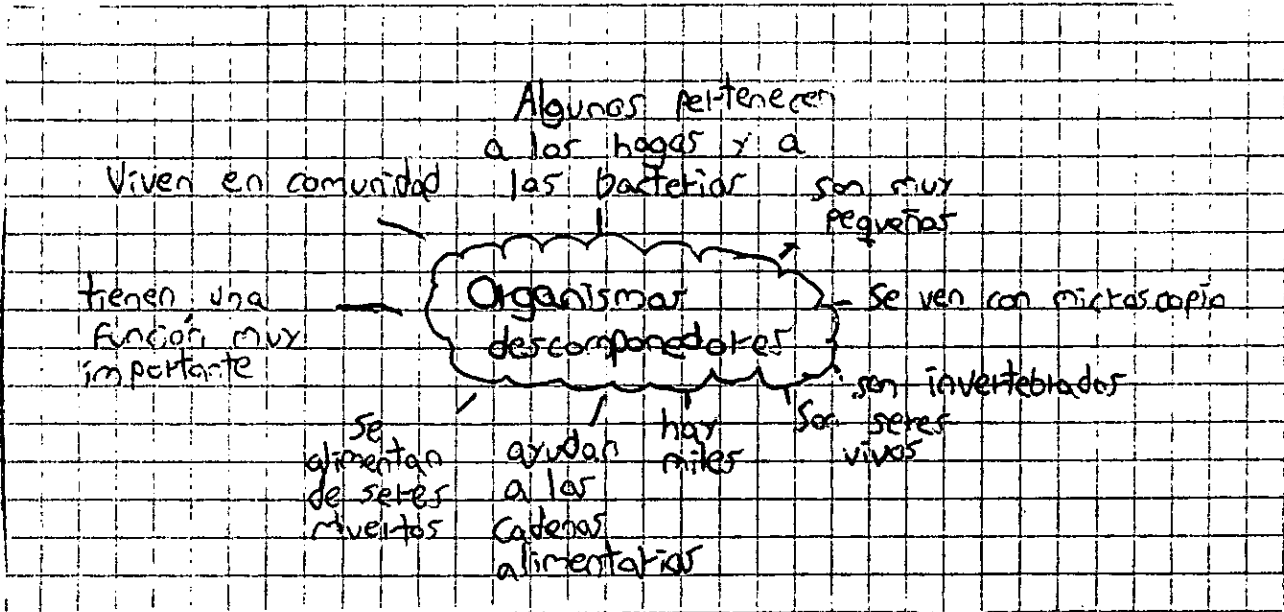 Algunos pertenecen
a los hogos y a
las bacterias
Viven en comunidad
son muy
pequeños
tienen una
función muy
importante
Organismos
descomponedores
se ven con microscopio
son invertebrados
Son seres
vivos
hay
miles
ayudan
a las
cadenas
alimentarias
Se
alimentan
de seres
muertos